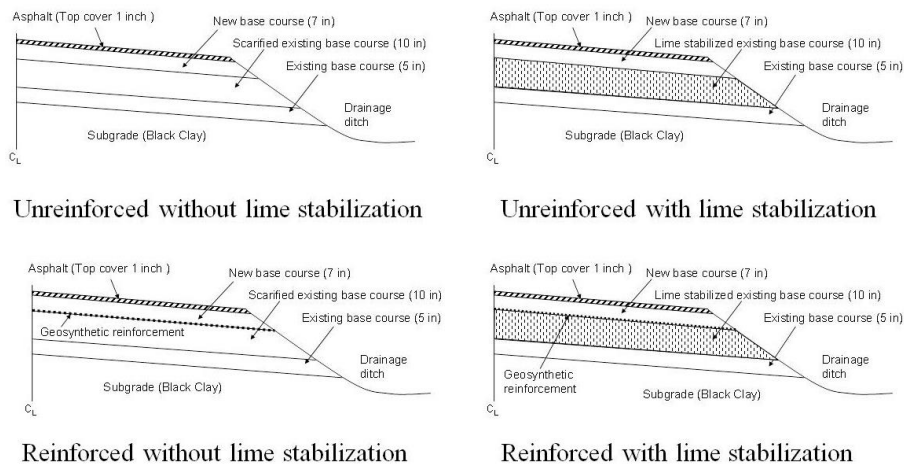 Asphalt (Top cover 1 inch )
New base course (7 in)
Scarified existing base course (10 in)
Existing base course (5 in)
Drainage
ditch
Subgrade (Black Clay)
CL
Unreinforced without lime stabilization
Asphalt (Top cover 1 inch )
New base course (7 in)
Lime stabilized existing base course (10 in)
Existing base course (5 in)
Drainage
ditch
Subgrade (Black Clay)
CL
Unreinforced with lime stabilization
Asphalt (Top cover 1 inch )
New base course (7 in)
Scarified existing base course (10 in)
Existing base course (5 in)
Geosynthetic reinforcement
Drainage
ditch
Subgrade (Black Clay)
CL
Reinforced without lime stabilization
Asphalt (Top cover 1 inch )
New base course (7 in)
Lime stabilized existing base course (10 in)
Existing base course (5 in)
Drainage
ditch
Geosynthetic
reinforcement
Subgrade (Black Clay)
CL
Reinforced with lime stabilization